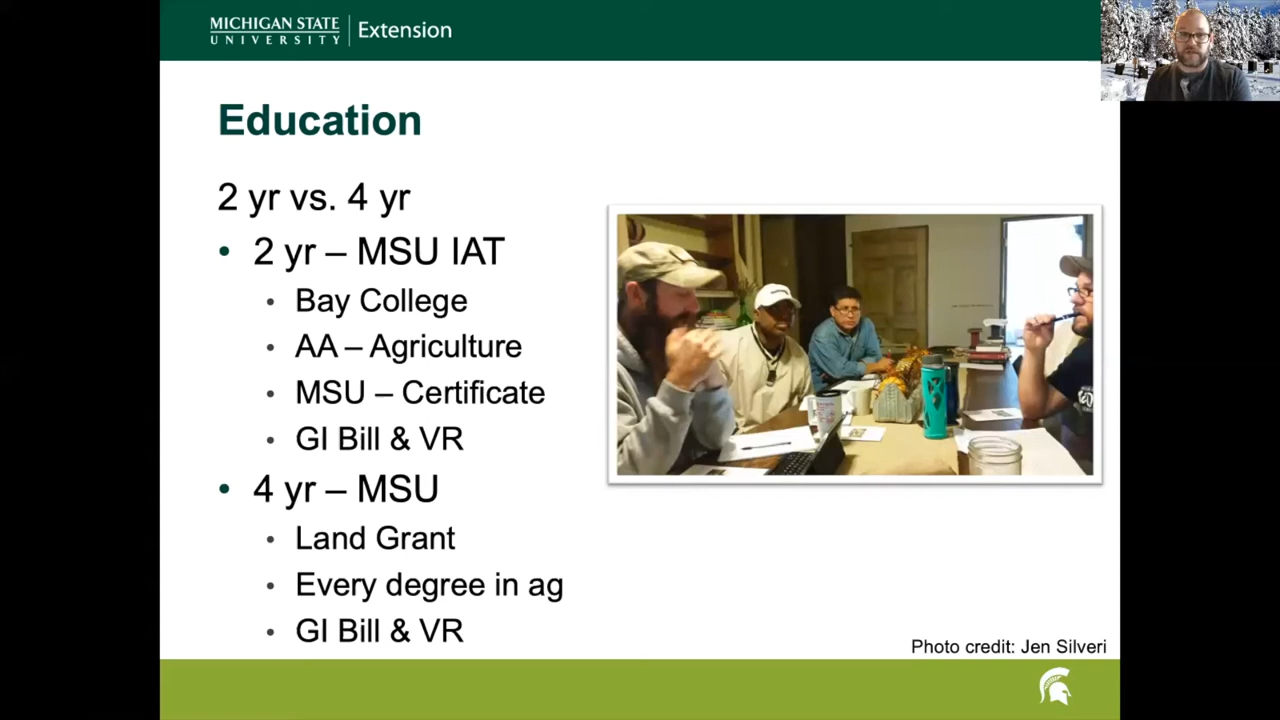 MICHIGAN STATE
UNIVERSITY
Extension
Education
2 yr vs. 4 yr
• 2 yr – MSU IAT
• Bay College
• AA – Agriculture
• MSU – Certificate
• GI Bill & VR
• 4 yr – MSU
• Land Grant
• Every degree in ag
• GI Bill & VR
Photo credit: Jen Silveri